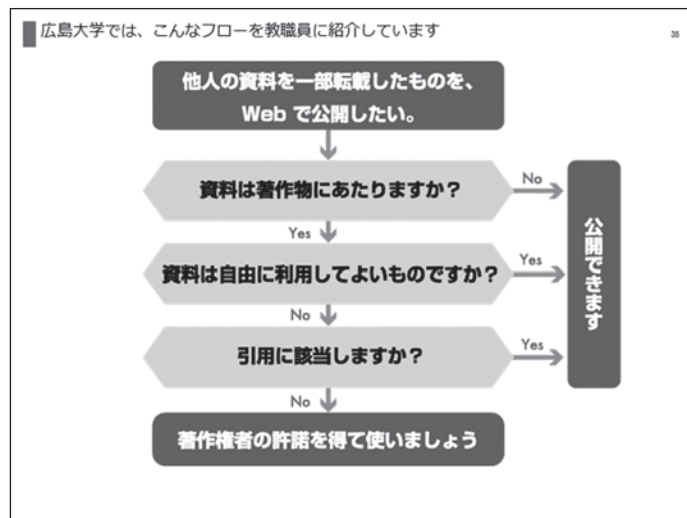 広島大学では、こんなフローを教職員に紹介しています
35
他人の資料を一部転載したものを、
Web で公開したい。
資料は著作物にあたりますか？
No
Yes
資料は自由に利用してよいものですか？
Yes
No
引用に該当しますか？
Yes
No
公開できます
著作権者の許諾を得て使いましょう